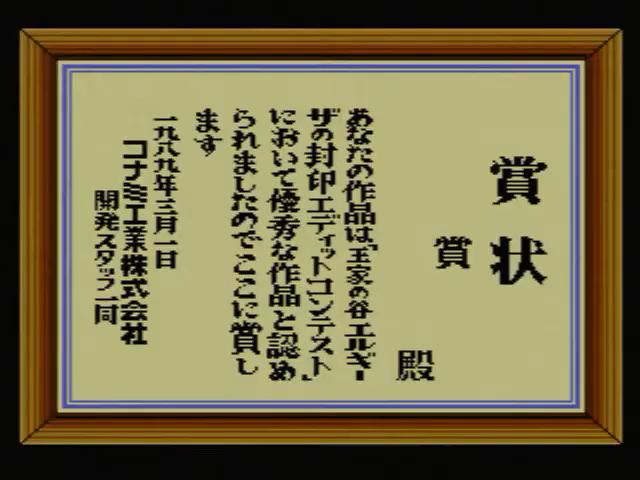 賞状
賞
殿
あなたの作品は、「王家の谷エルギー
ザの封印エディットコンテスト」
において優秀な作品と認め
られましたのでここに賞し
ます
一九八九年三月一日
コナミ工業株式会社
開発スタッフ一同